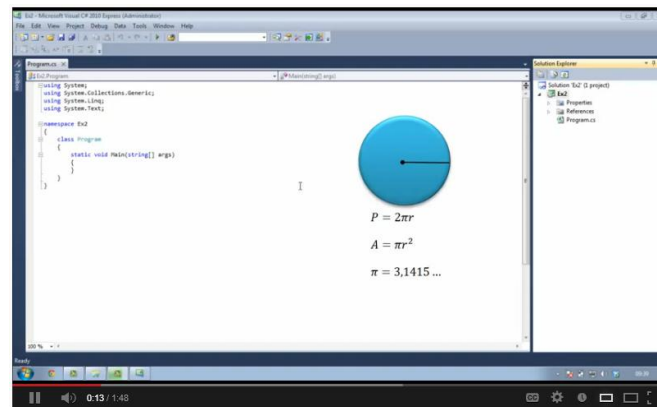 Ex2 - Microsoft Visual C# 2010 Express (Administrator)
File Edit View Project Debug Data Tools Window Help
Program.cs
Solution Explorer
Ex2.Program
Main(string[] args)
using System;
using System.Collections.Generic;
using System.Linq;
using System.Text;
namespace Ex2
{
class Program
{
static void Main(string[] args)
{
}
}
}
Solution 'Ex2' (1 project)
Ex2
Properties
References
Program.cs
Toolbox
P = 2πr
A = πr²
π = 3,1415 ...
100 %
Ready
0:13 / 1:48